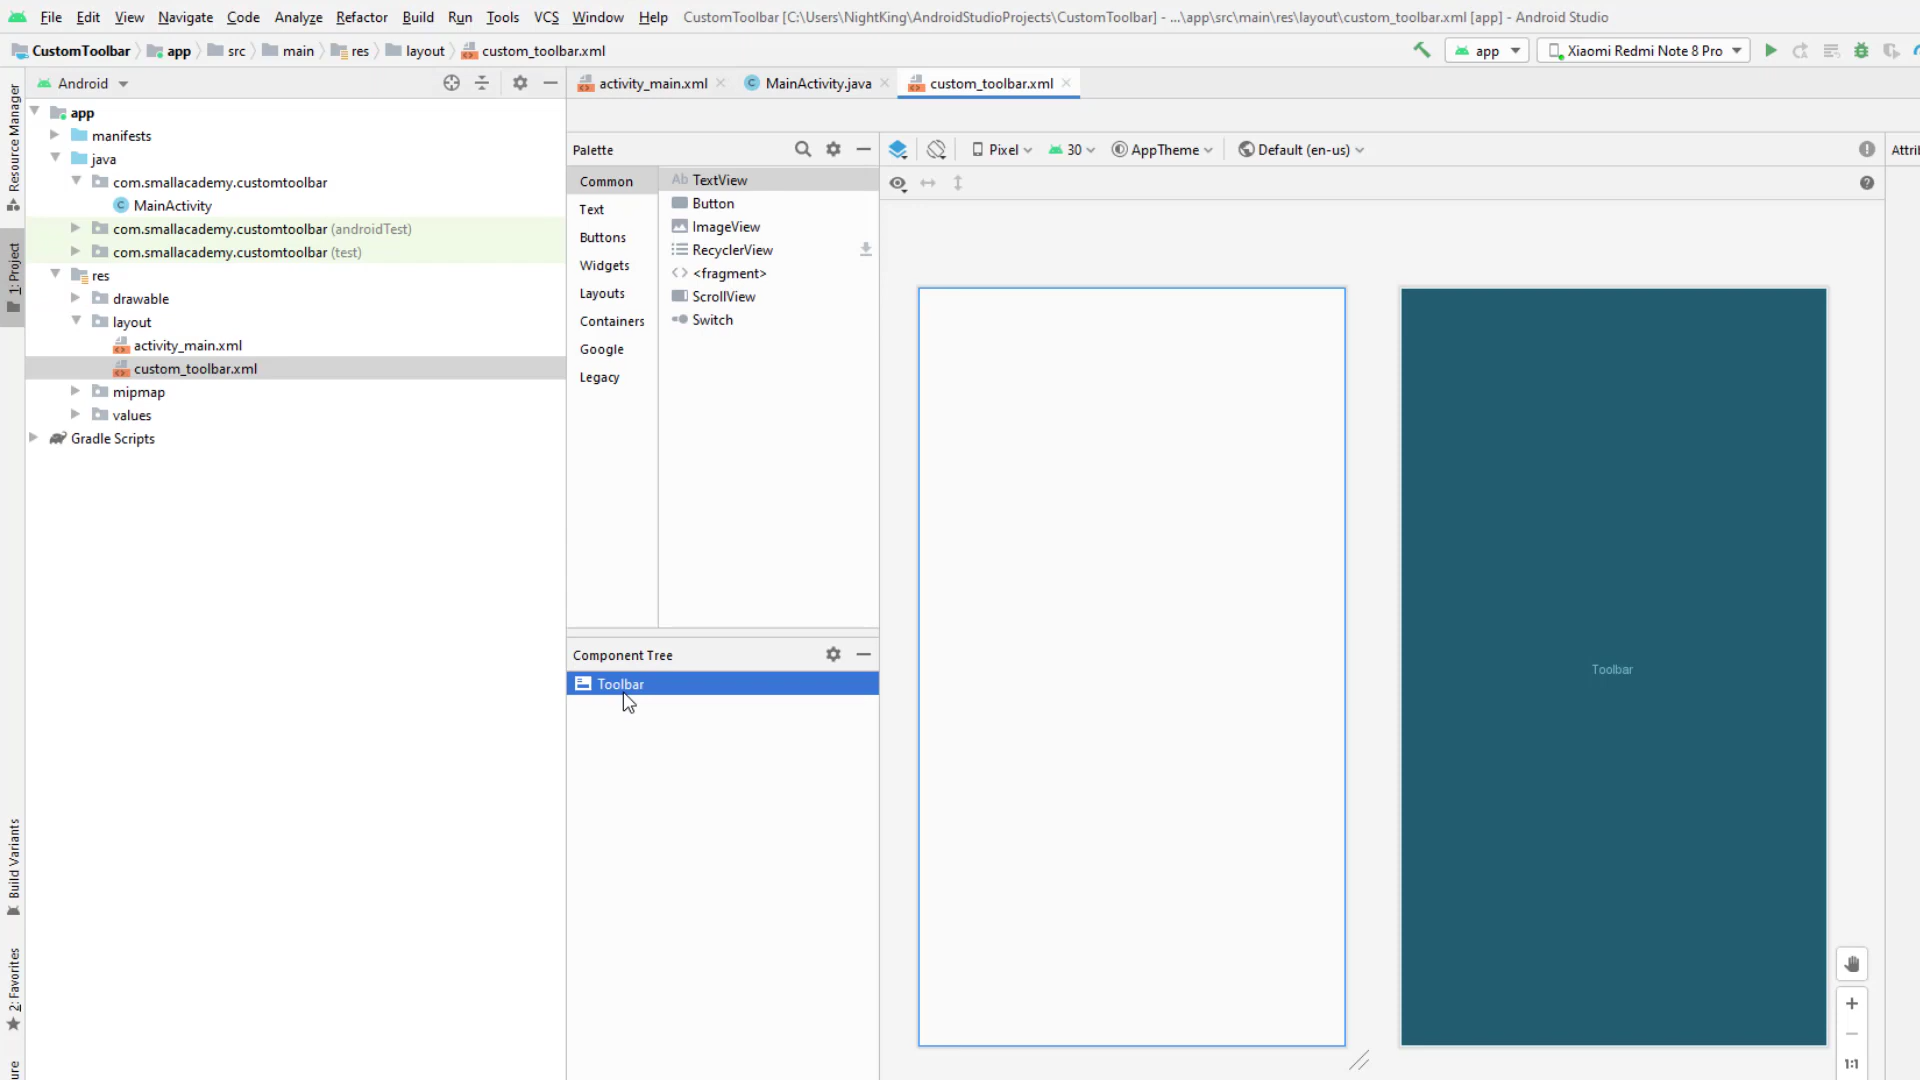 File Edit View Navigate Code Analyze Refactor Build Run Tools VCS Window Help CustomToolbar [C:\Users\NightKing\AndroidStudioProjects\CustomToolbar] - ...\app\src\main\res\layout\custom_toolbar.xml [app] - Android Studio
CustomToolbar app src main res layout custom_toolbar.xml app Xiaomi Redmi Note 8 Pro
Android
activity_main.xml MainActivity.java custom_toolbar.xml
Resource Manager
1: Project
Build Variants
2: Favorites
app
manifests
java
com.smallacademy.customtoolbar
MainActivity
com.smallacademy.customtoolbar (androidTest)
com.smallacademy.customtoolbar (test)
res
drawable
layout
activity_main.xml
custom_toolbar.xml
mipmap
values
Gradle Scripts
Palette
Common
Text
Buttons
Widgets
Layouts
Containers
Google
Legacy
Ab TextView
Button
ImageView
RecyclerView
<fragment>
ScrollView
Switch
Component Tree
Toolbar
Pixel 30 AppTheme Default (en-us)
Attri
Toolbar
1:1